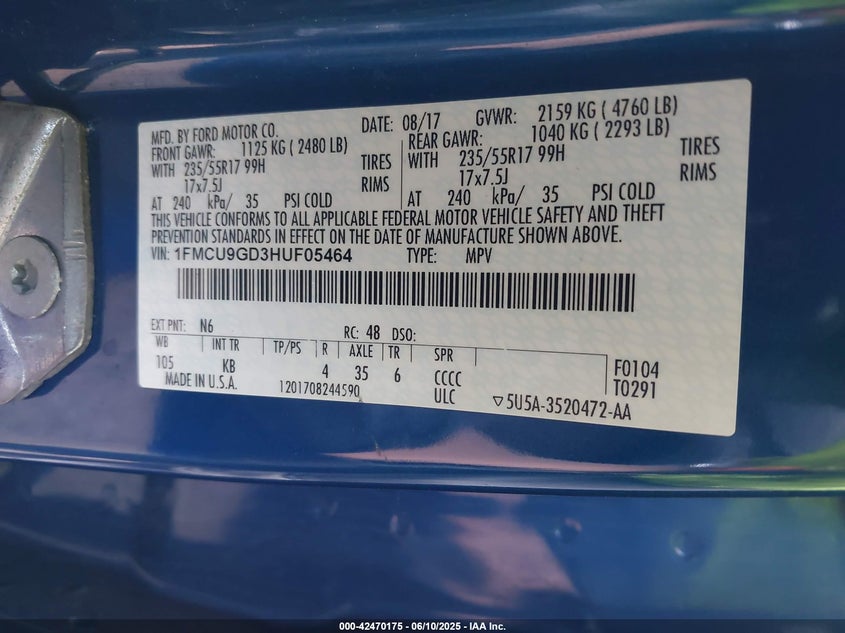 MFD. BY FORD MOTOR CO. DATE: 08/17 GVWR: 2159 KG ( 4760 LB)
FRONT GAWR: 1125 KG ( 2480 LB) REAR GAWR: 1040 KG ( 2293 LB)
WITH 235/55R17 99H TIRES WITH 235/55R17 99H TIRES
17x7.5J RIMS 17x7.5J RIMS
AT 240 kPa/ 35 PSI COLD AT 240 kPa/ 35 PSI COLD
THIS VEHICLE CONFORMS TO ALL APPLICABLE FEDERAL MOTOR VEHICLE SAFETY AND THEFT
PREVENTION STANDARDS IN EFFECT ON THE DATE OF MANUFACTURE SHOWN ABOVE.
VIN: 1FMCU9GD3HUF05464 TYPE: MPV
EXT PNT: N6 RC: 48 DSO:
WB INT TR TP/PS R AXLE TR SPR
105 KB 4 35 6 CCCC F0104
MADE IN U.S.A. 1201708244590 ULC ▽5U5A-3520472-AA T0291
000-42470175 - 06/10/2025 - IAA Inc.